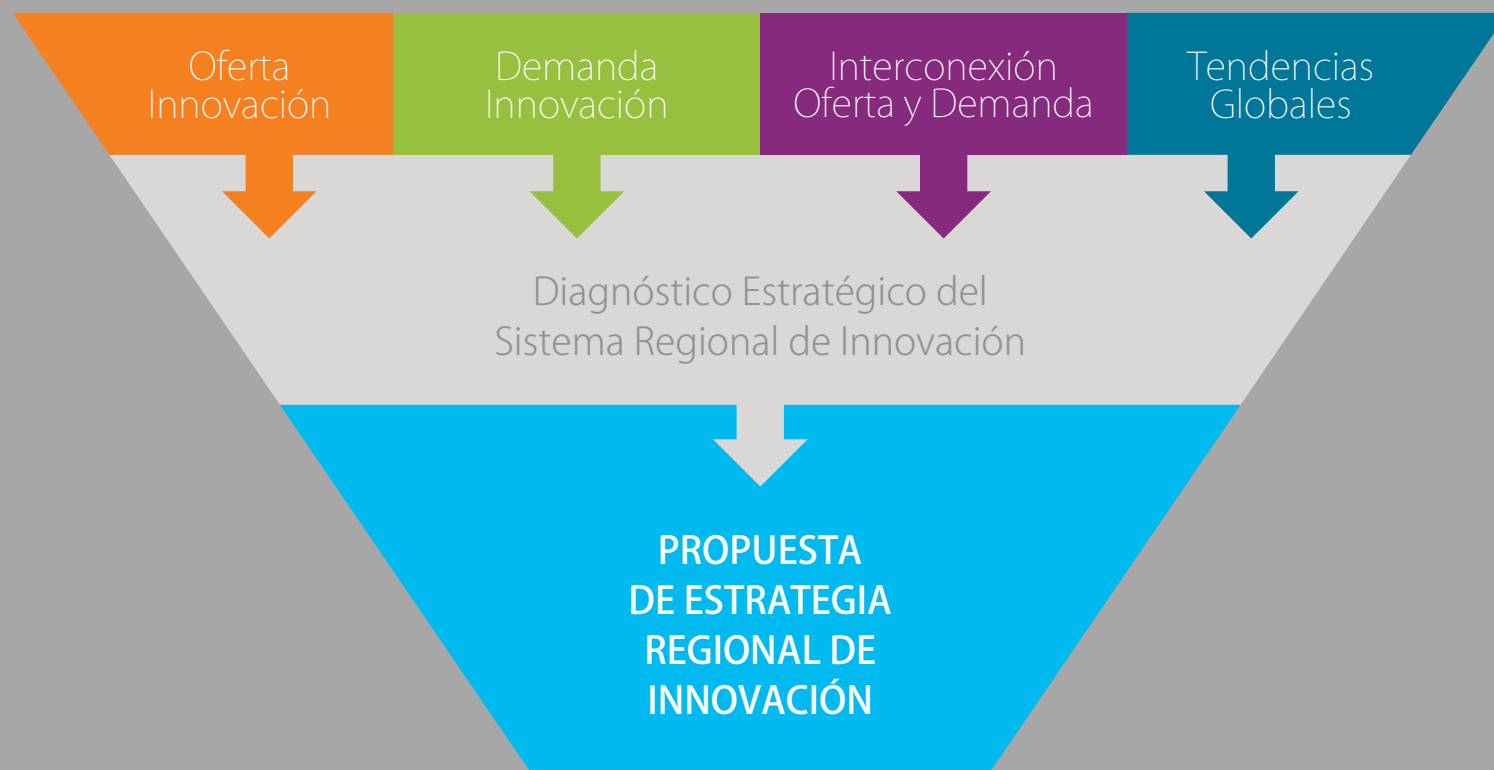 Oferta
Innovación
Demanda
Innovación
Interconexión
Oferta y Demanda
Tendencias
Globales
Diagnóstico Estratégico del
Sistema Regional de Innovación
PROPUESTA
DE ESTRATEGIA
REGIONAL DE
INNOVACIÓN